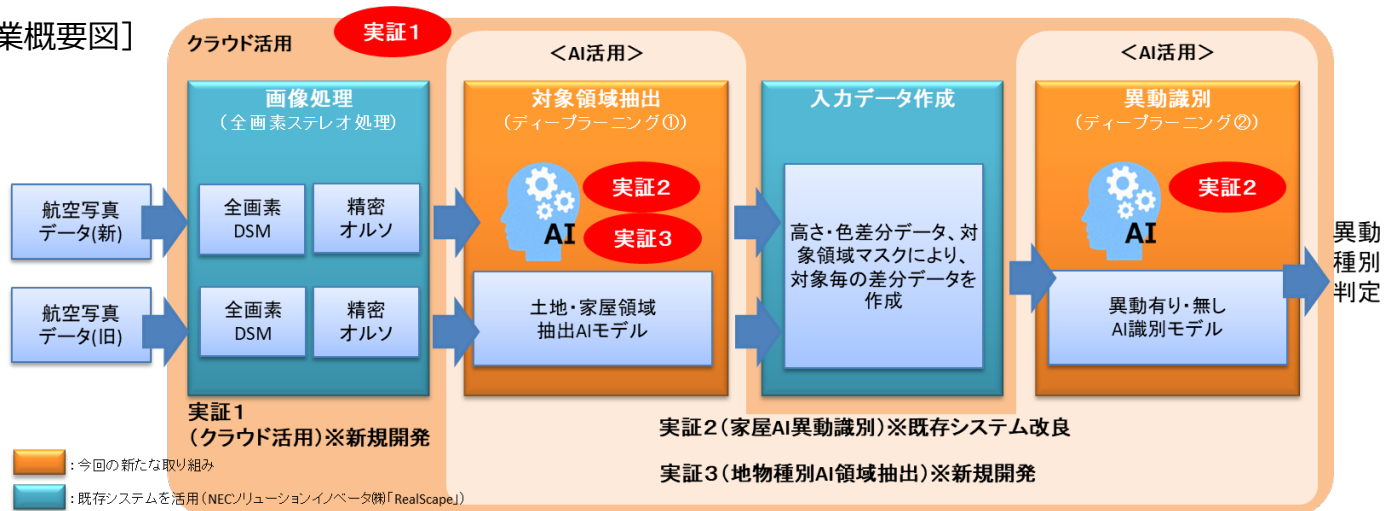 業概要図]
クラウド活用
実証1
<AI活用>
<AI活用>
画像処理
(全画素ステレオ処理)
対象領域抽出
(ディープラーニング①)
入力データ作成
異動識別
(ディープラーニング②)
航空写真
データ(新)
全画素
DSM
精密
オルソ
AI
実証2
実証3
高さ・色差分データ、対
象領域マスクにより、
対象毎の差分データを
作成
AI
実証2
異動
種別
判定
航空写真
データ(旧)
全画素
DSM
精密
オルソ
土地・家屋領域
抽出AIモデル
異動有り・無し
AI識別モデル
実証1
(クラウド活用)※新規開発
実証2(家屋AI異動識別)※既存システム改良
実証3(地物種別AI領域抽出)※新規開発
:今回の新たな取り組み
:既存システムを活用(NECソリューションイノベータ㈱「RealScape」)